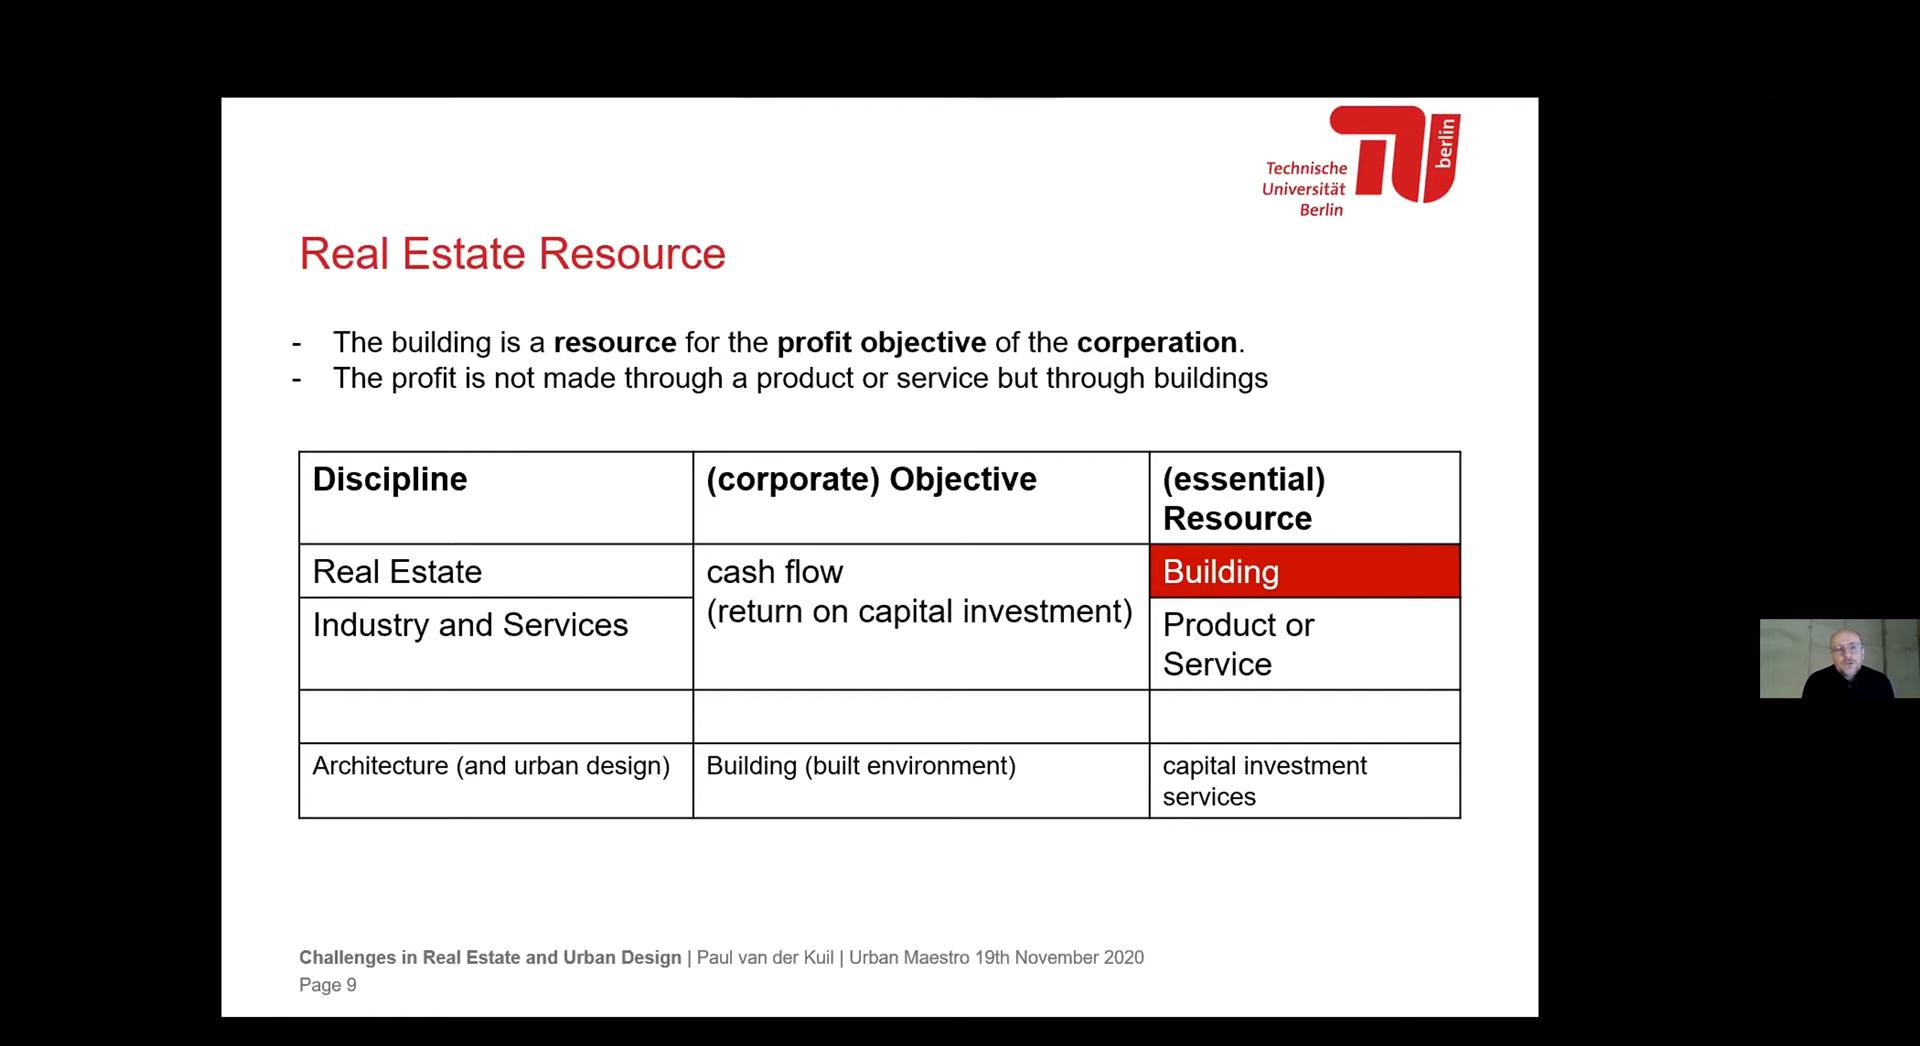 berlin
Technische
Universität
Berlin
Real Estate Resource
- The building is a resource for the profit objective of the corperation.
- The profit is not made through a product or service but through buildings
Discipline
(corporate) Objective
(essential)
Resource
Real Estate
cash flow
(return on capital investment)
Building
Industry and Services
Product or
Service
Architecture (and urban design)
Building (built environment)
capital investment
services
Challenges in Real Estate and Urban Design | Paul van der Kuil | Urban Maestro 19th November 2020
Page 9